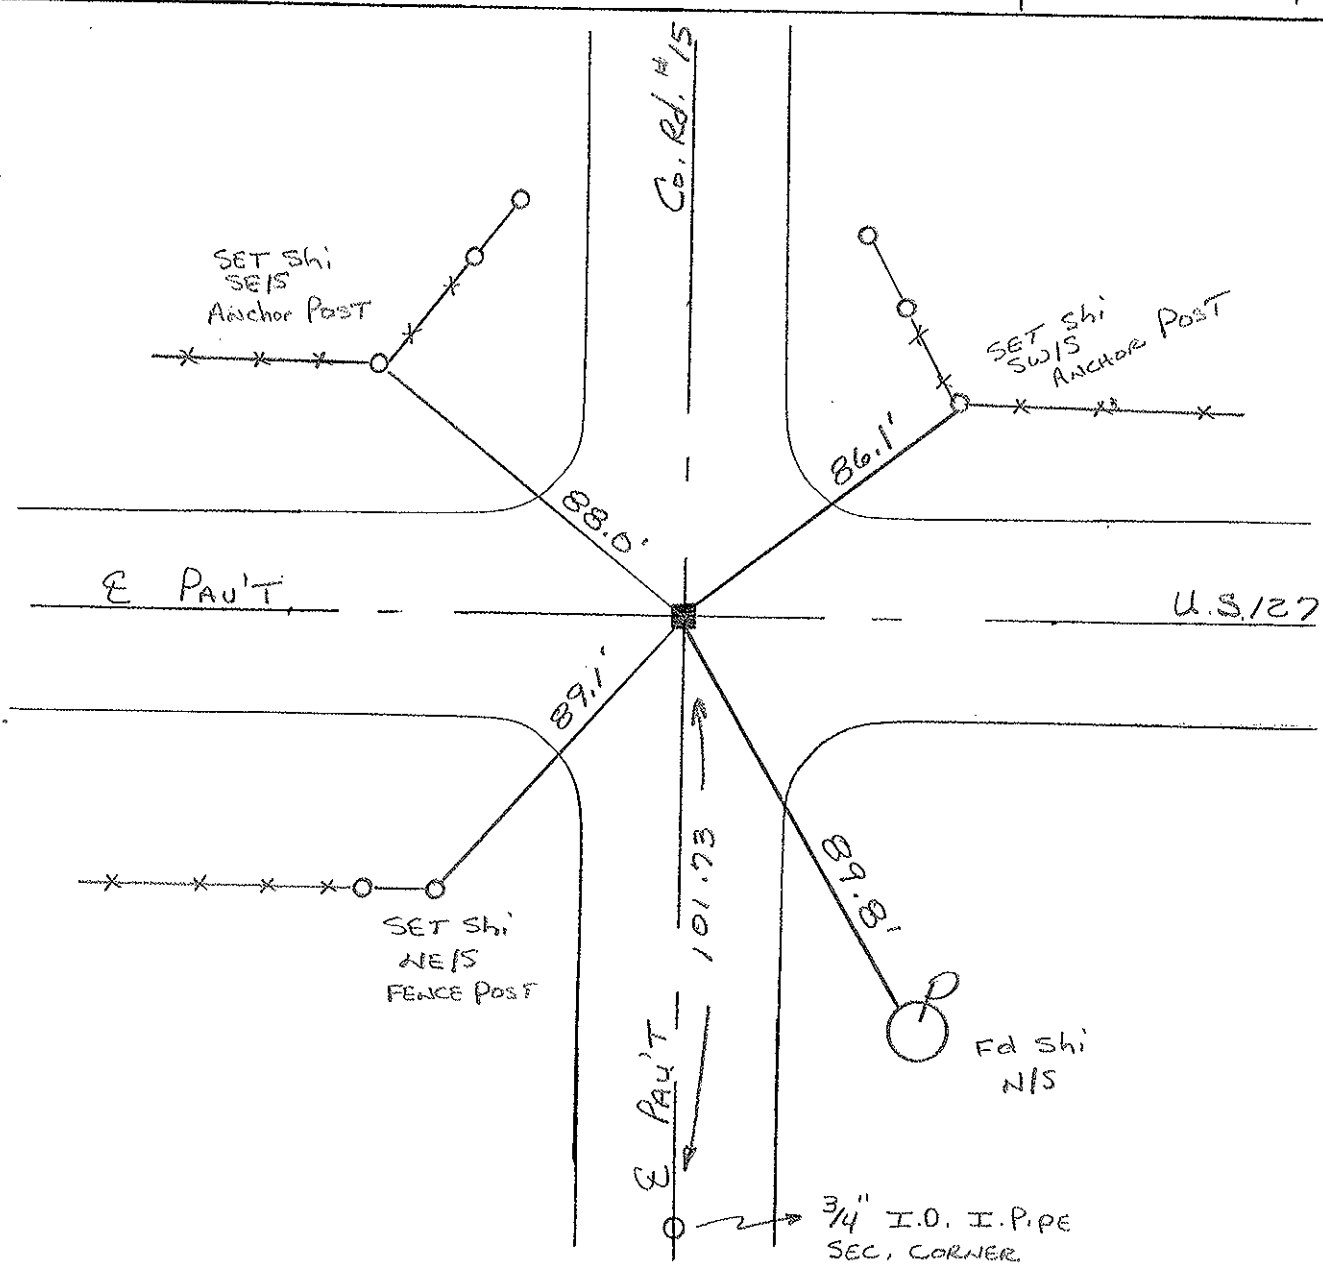 Co. Rd. #15
SET Shi
SE/S
Anchor Post
SET Shi
SW/S
ANCHOR POST
86.1'
88.0'
℄ PAV'T.
U.S.127
89.1'
101.73
89.8'
SET Shi
NE/S
FENCE POST
P
Fd Shi
N/S
℄ PAV'T
3/4" I.D. I.PIPE
SEC. CORNER